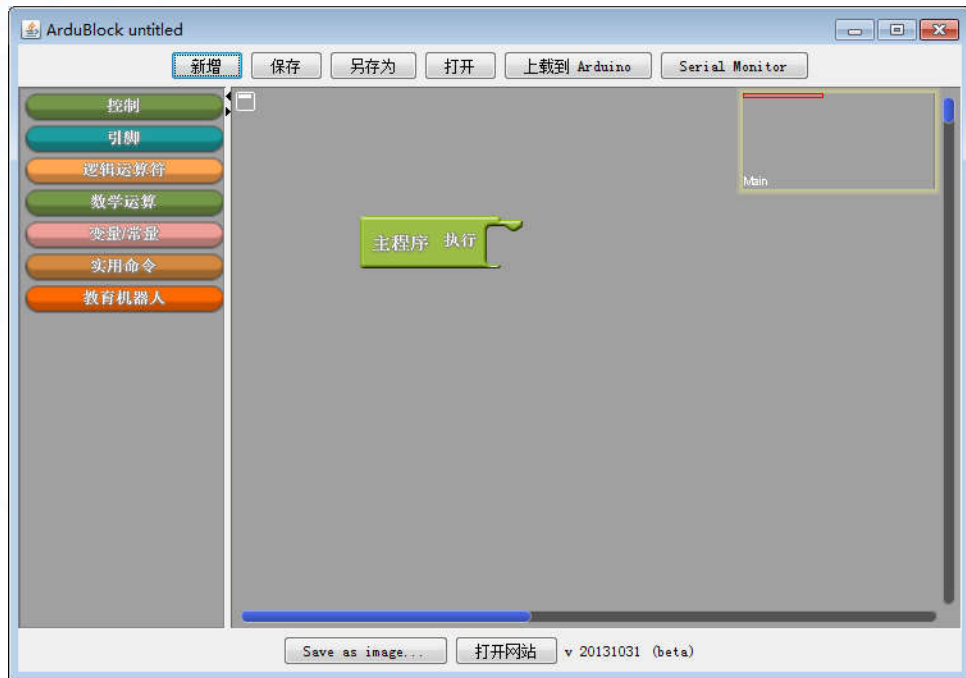 ArduBlock untitled
新增 保存 另存为 打开 上载到 Arduino Serial Monitor
控制
引脚
逻辑运算符
数学运算
变量/常量
实用命令
教育机器人
Main
主程序 执行
Save as image... 打开网站 v 20131031 (beta)